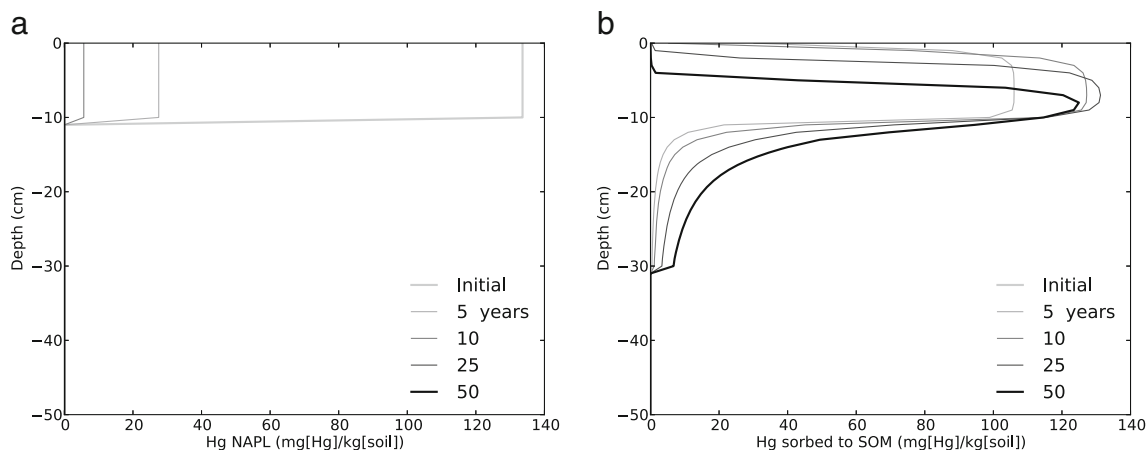 a
0
−10
−20
−30
−40
−50
Depth (cm)
0 20 40 60 80 100 120 140
Hg NAPL (mg[Hg]/kg[soil])
Initial
5 years
10
25
50
b
0
−10
−20
−30
−40
−50
Depth (cm)
0 20 40 60 80 100 120 140
Hg sorbed to SOM (mg[Hg]/kg[soil])
Initial
5 years
10
25
50